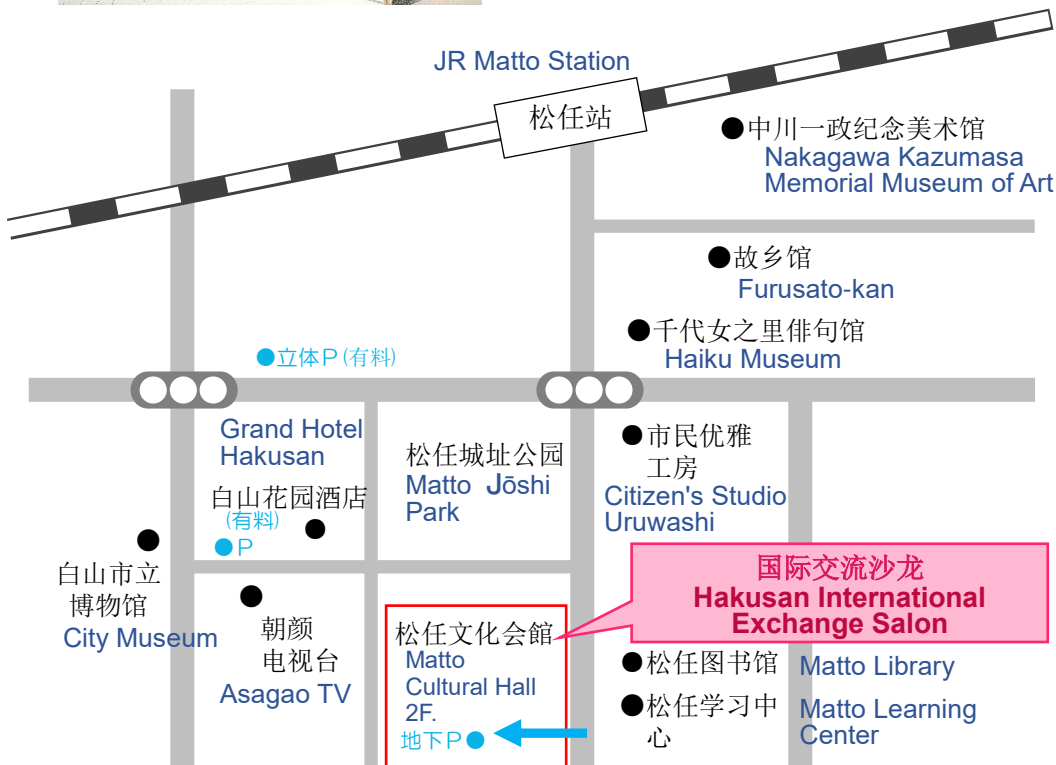 JR Matto Station
松任站
●中川一政纪念美术馆
Nakagawa Kazumasa
Memorial Museum of Art
●故乡馆
Furusato-kan
●千代女之里俳句馆
Haiku Museum
●立体P(有料)
Grand Hotel
Hakusan
白山花园酒店
(有料)
●P
松任城址公园
Matto Jōshi
Park
●市民优雅
工房
Citizen's Studio
Uruwashi
国际交流沙龙
Hakusan International
Exchange Salon
白山市立
博物馆
City Museum
朝颜
电视台
Asagao TV
松任文化会館
Matto
Cultural Hall
2F.
地下P●
●松任图书馆 Matto Library
●松任学习中
心
Matto Learning
Center